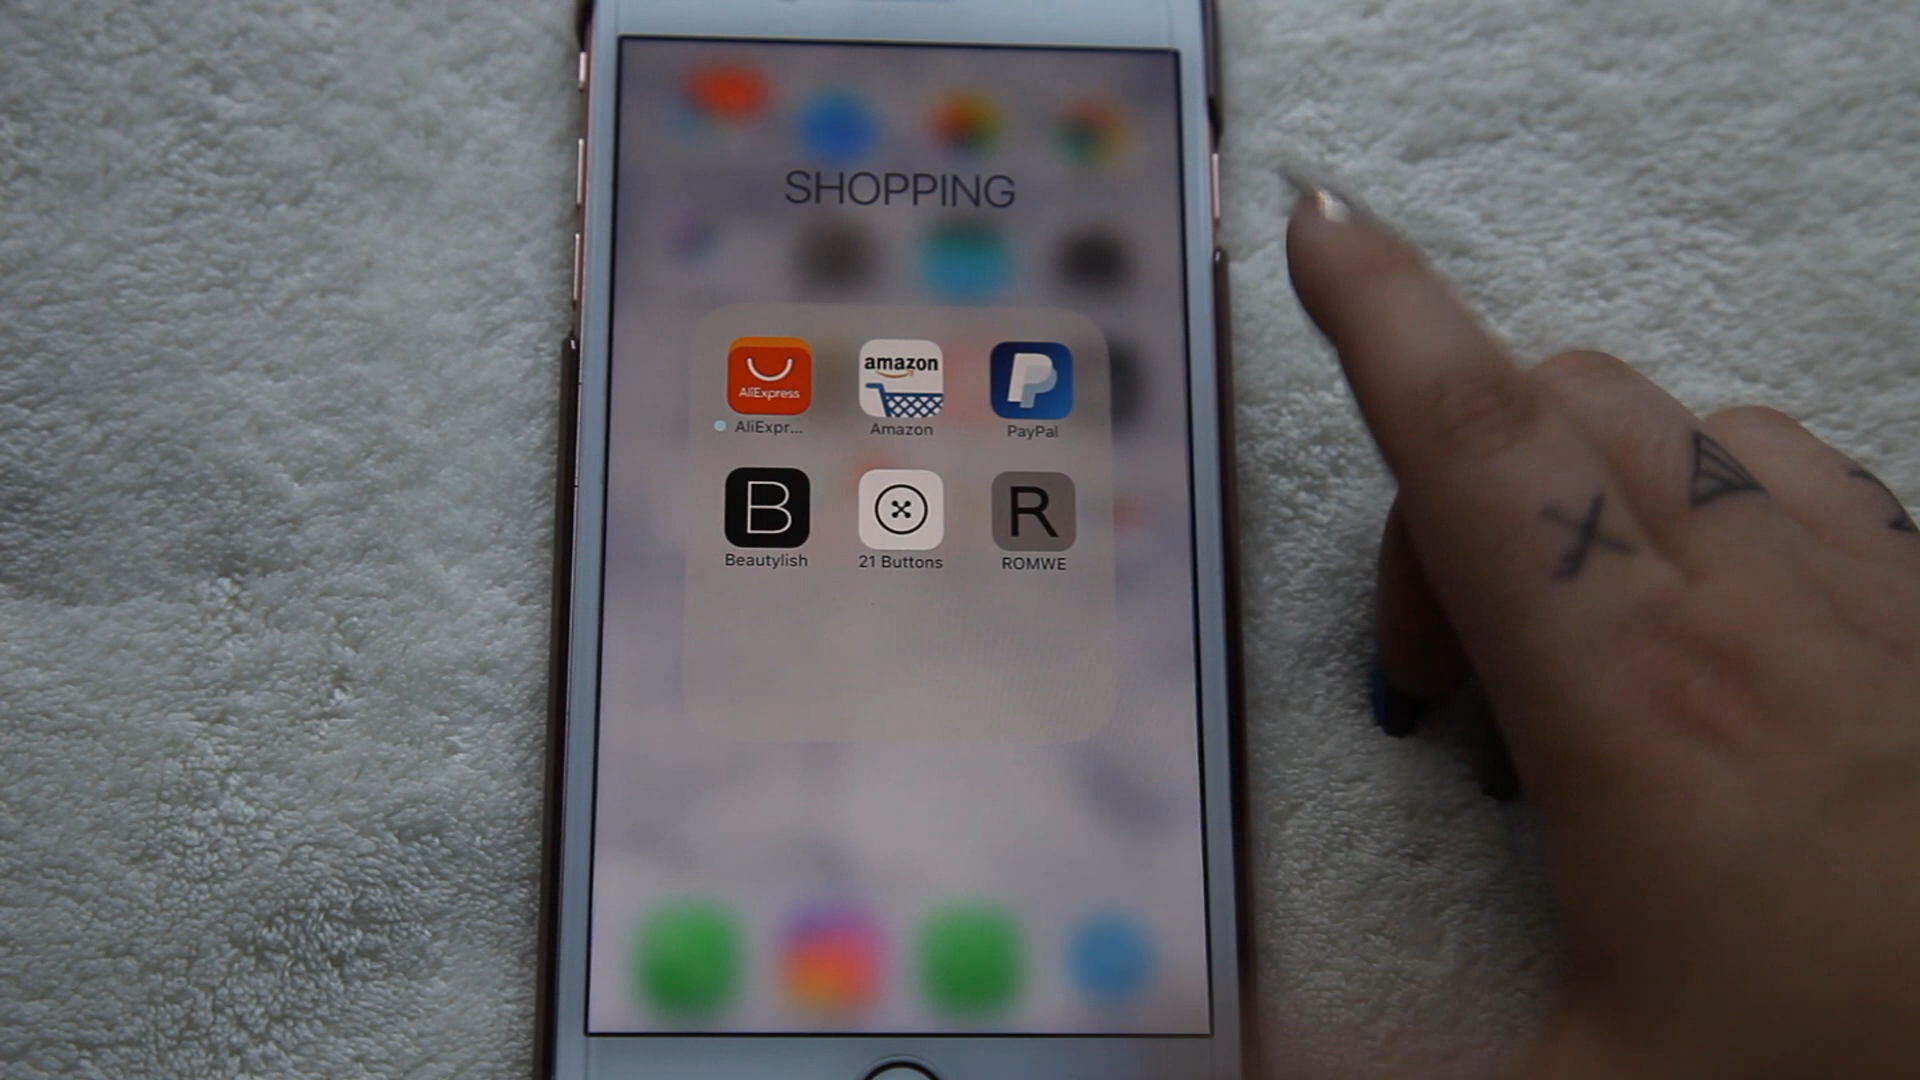 SHOPPING
AliExpress
amazon
P
AliExpr...
Amazon
PayPal
B
R
Beautylish
21 Buttons
ROMWE